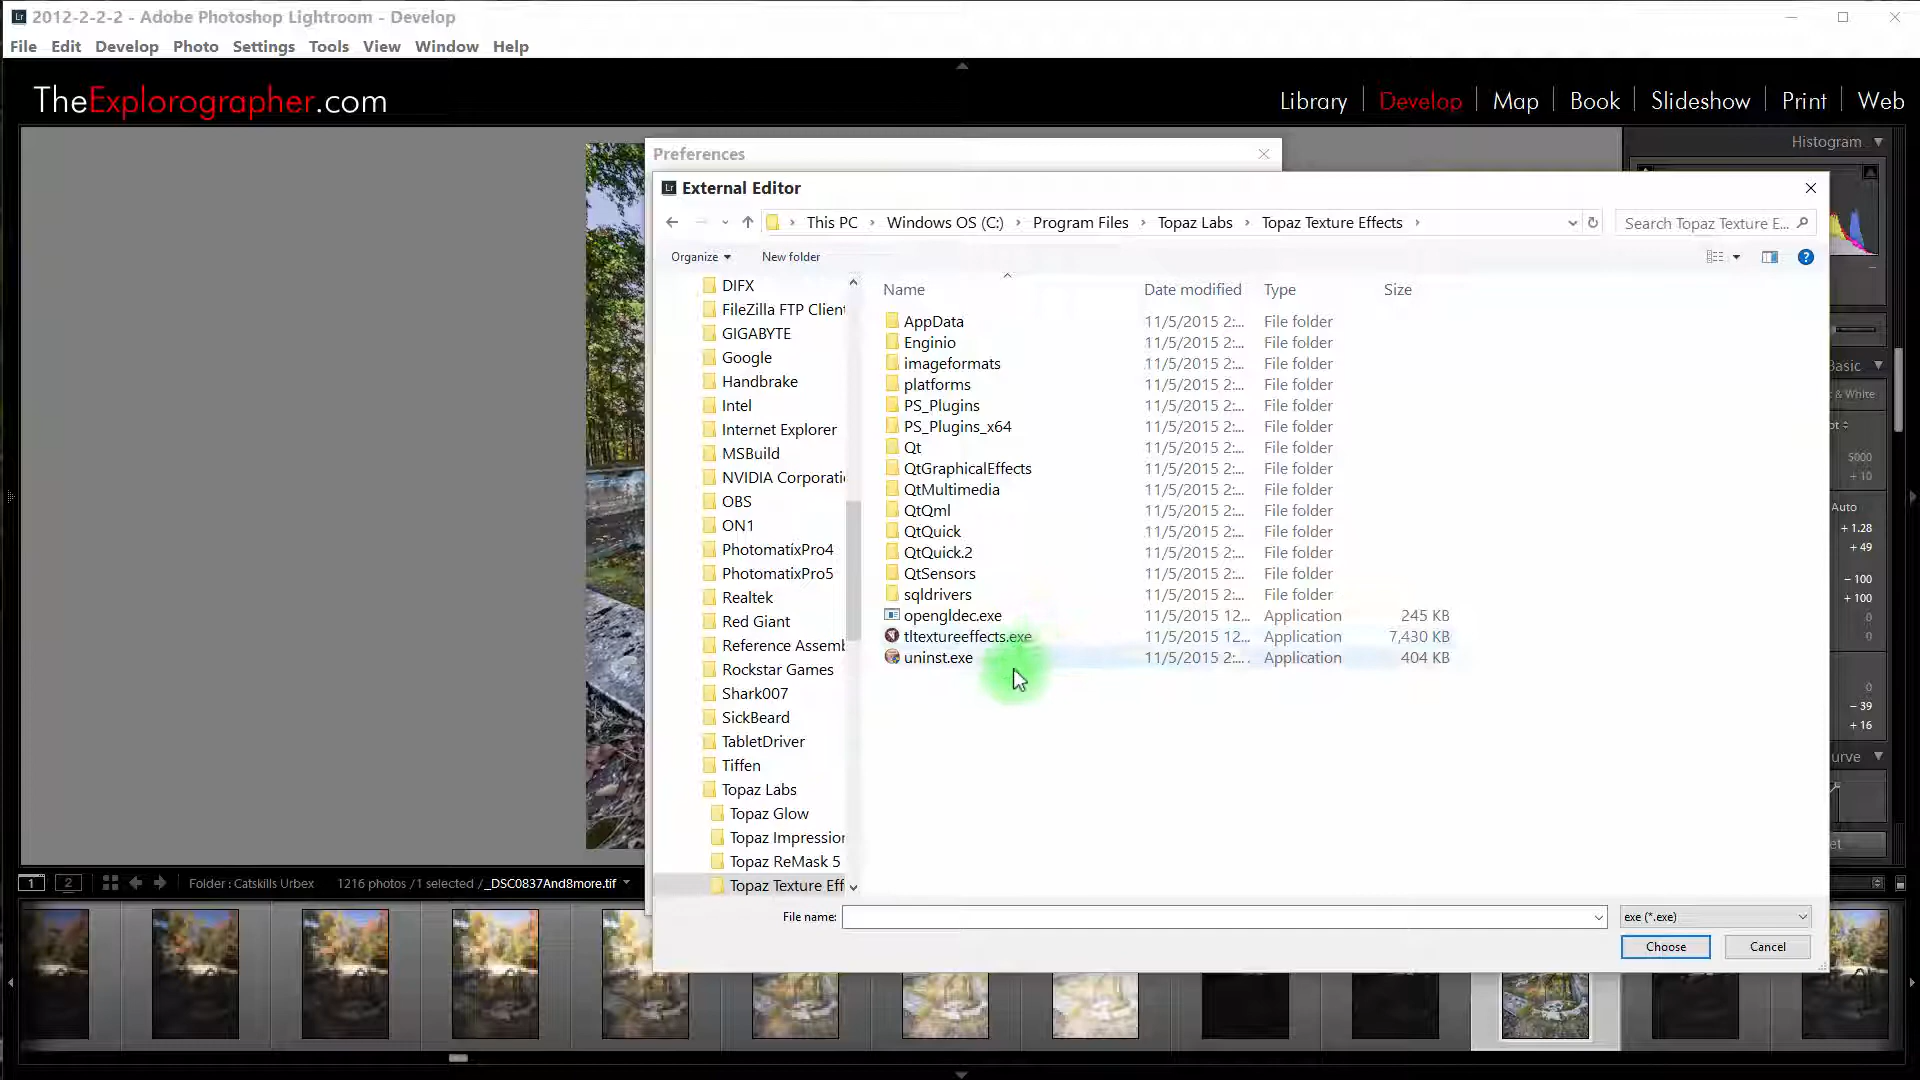 2012-2-2-2 - Adobe Photoshop Lightroom - Develop
File Edit Develop Photo Settings Tools View Window Help
TheExplorographer.com
Library | Develop | Map | Book | Slideshow | Print | Web
Histogram
Preferences
External Editor
This PC > Windows OS (C:) > Program Files > Topaz Labs > Topaz Texture Effects >
Search Topaz Texture E...
Organize
New folder
Name Date modified Type Size
DIFX
FileZilla FTP Client
GIGABYTE
Google
Handbrake
Intel
Internet Explorer
MSBuild
NVIDIA Corporati
OBS
ON1
PhotomatixPro4
PhotomatixPro5
Realtek
Red Giant
Reference Assemb
Rockstar Games
Shark007
SickBeard
TabletDriver
Tiffen
Topaz Labs
Topaz Glow
Topaz Impression
Topaz ReMask 5
Topaz Texture Eff
AppData 11/5/2015 2:... File folder
Enginio 11/5/2015 2:... File folder
imageformats 11/5/2015 2:... File folder
platforms 11/5/2015 2:... File folder
PS_Plugins 11/5/2015 2:... File folder
PS_Plugins_x64 11/5/2015 2:... File folder
Qt 11/5/2015 2:... File folder
QtGraphicalEffects 11/5/2015 2:... File folder
QtMultimedia 11/5/2015 2:... File folder
QtQml 11/5/2015 2:... File folder
QtQuick 11/5/2015 2:... File folder
QtQuick.2 11/5/2015 2:... File folder
QtSensors 11/5/2015 2:... File folder
sqldrivers 11/5/2015 2:... File folder
opengldec.exe 11/5/2015 12... Application 245 KB
tltextureeffects.exe 11/5/2015 12... Application 7,430 KB
uninst.exe 11/5/2015 2:... Application 404 KB
File name:
exe (*.exe)
Choose
Cancel
Basic
& White
5000
+ 10
Auto
+ 1.28
+ 49
– 100
– 100
0
0
0
– 39
+ 16
urve
et
1 2 Folder : Catskills Urbex 1216 photos / 1 selected / _DSC0837And8more.tif